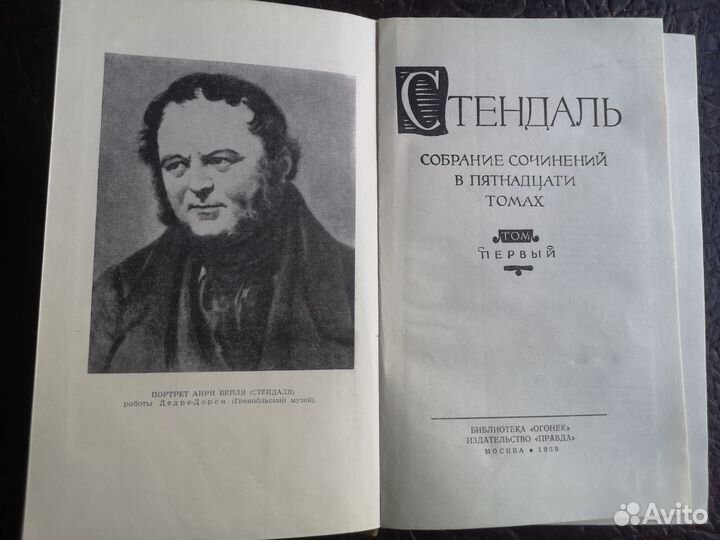 ПОРТРЕТ АНРИ БЕЙЛЯ (СТЕНДАЛЯ)
работы Дедре-Дорси (Гренобльский музей).
СТЕНДАЛЬ
СОБРАНИЕ СОЧИНЕНИЙ
В ПЯТНАДЦАТИ
ТОМАХ
ТОМ
ПЕРВЫЙ
БИБЛИОТЕКА «ОГОНЕК»
ИЗДАТЕЛЬСТВО «ПРАВДА»
МОСКВА • 1959
Avito